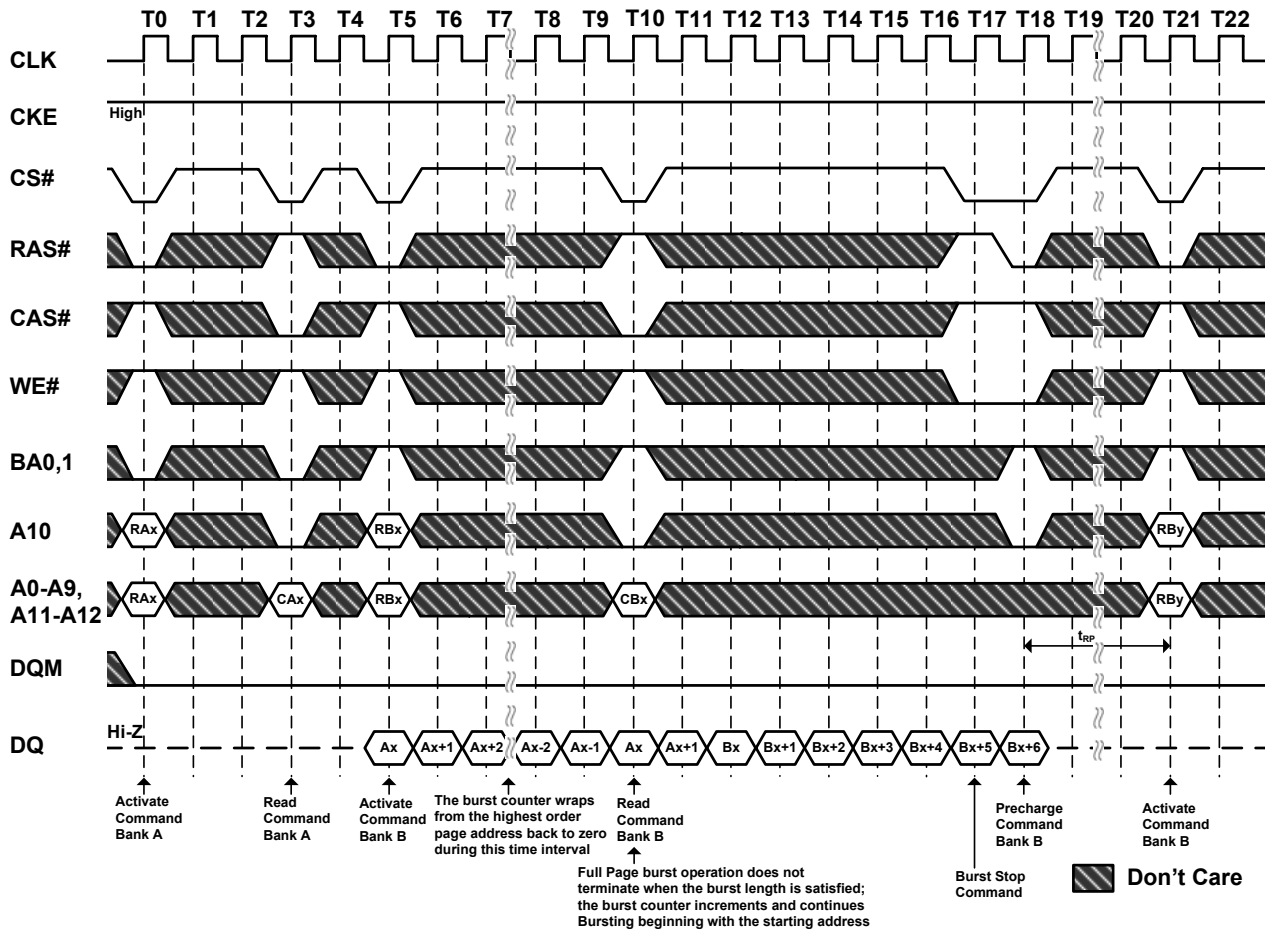 T0 T1 T2 T3 T4 T5 T6 T7 T8 T9 T10 T11 T12 T13 T14 T15 T16 T17 T18 T19 T20 T21 T22
CLK
CKE High
CS#
RAS#
CAS#
WE#
BA0,1
A10 RAx RBx RBy
A0-A9,
A11-A12 RAx CAx RBx CBx RBy
tRP
DQM
DQ Hi-Z Ax Ax+1 Ax+2 Ax-2 Ax-1 Ax Ax+1 Bx Bx+1 Bx+2 Bx+3 Bx+4 Bx+5 Bx+6
Activate
Command
Bank A
Read
Command
Bank A
Activate
Command
Bank B
The burst counter wraps
from the highest order
page address back to zero
during this time interval
Read
Command
Bank B
Full Page burst operation does not
terminate when the burst length is satisfied;
the burst counter increments and continues
Bursting beginning with the starting address
Burst Stop
Command
Precharge
Command
Bank B
Activate
Command
Bank B
Don't Care